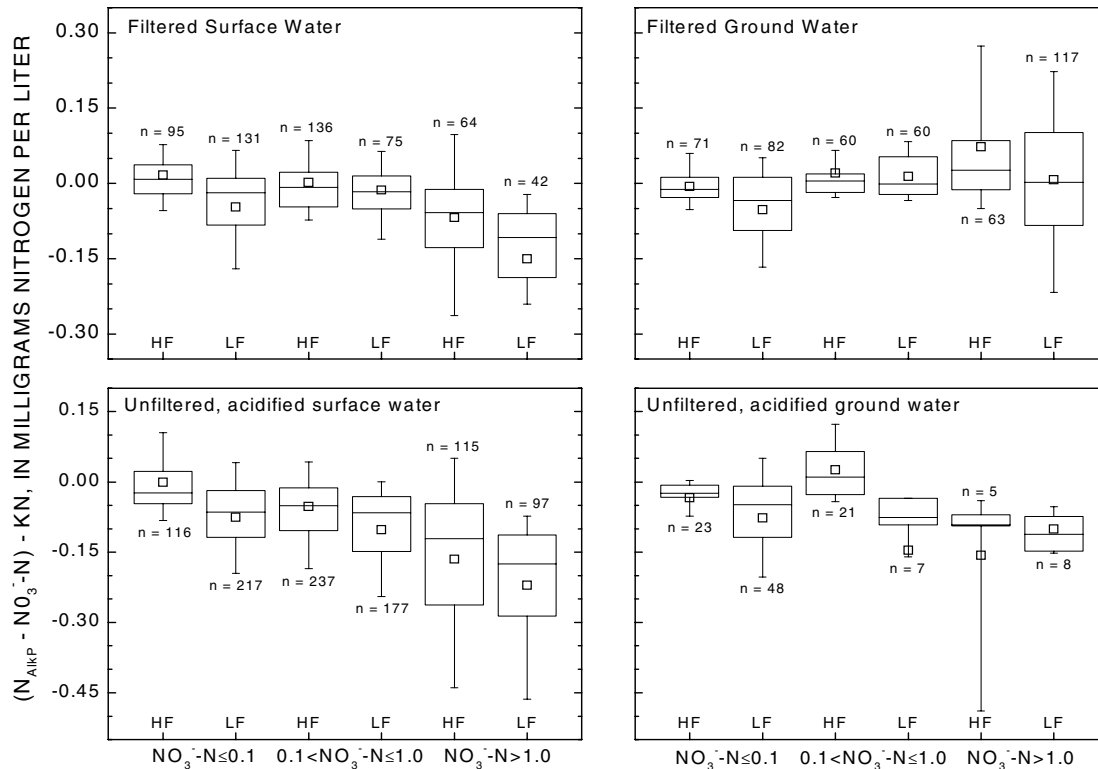 (N_AlkP - NO₃⁻-N) - KN, IN MILLIGRAMS NITROGEN PER LITER
Filtered Surface Water
0.30
0.15
0.00
-0.15
-0.30
n = 95
n = 131
n = 136
n = 75
n = 64
n = 42
HF LF HF LF HF LF
Filtered Ground Water
n = 71
n = 82
n = 60
n = 60
n = 63
n = 117
HF LF HF LF HF LF
Unfiltered, acidified surface water
0.15
0.00
-0.15
-0.30
-0.45
n = 116
n = 217
n = 237
n = 177
n = 115
n = 97
HF LF HF LF HF LF
NO₃⁻-N≤0.1 0.1<NO₃⁻-N≤1.0 NO₃⁻-N>1.0
Unfiltered, acidified ground water
n = 23
n = 48
n = 21
n = 7
n = 5
n = 8
HF LF HF LF HF LF
NO₃⁻-N≤0.1 0.1<NO₃⁻-N≤1.0 NO₃⁻-N>1.0